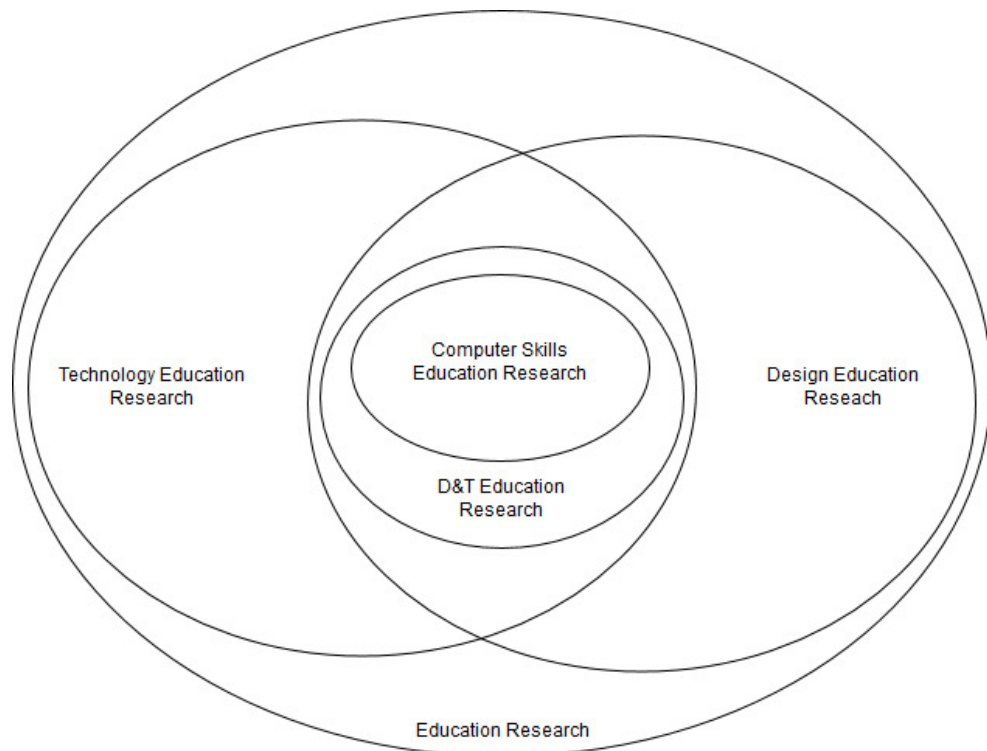 Computer Skills
Education Research
Technology Education
Research
Design Education
Reseach
D&T Education
Research
Education Research